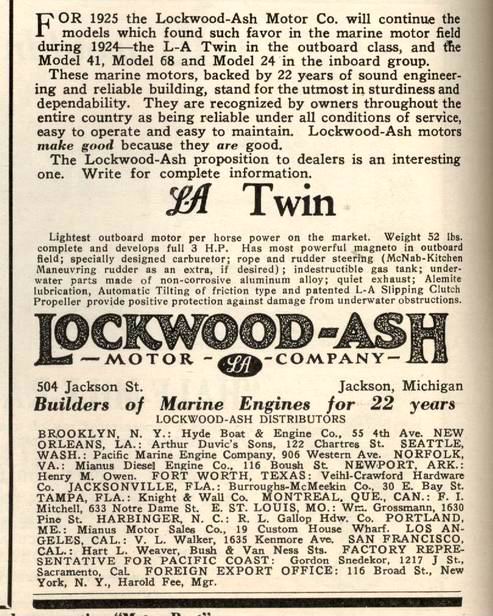 FOR 1925 the Lockwood-Ash Motor Co. will continue the
models which found such favor in the marine motor field
during 1924—the L-A Twin in the outboard class, and the
Model 41, Model 68 and Model 24 in the inboard group.
These marine motors, backed by 22 years of sound engineer-
ing and reliable building, stand for the utmost in sturdiness and
dependability. They are recognized by owners throughout the
entire country as being reliable under all conditions of service,
easy to operate and easy to maintain. Lockwood-Ash motors
make good because they are good.
The Lockwood-Ash proposition to dealers is an interesting
one. Write for complete information.
LA Twin
Lightest outboard motor per horse power on the market. Weight 52 lbs.
complete and develops full 3 H.P. Has most powerful magneto in outboard
field; specially designed carburetor; rope and rudder steering (McNab-Kitchen
Maneuvring rudder as an extra, if desired); indestructible gas tank; under-
water parts made of non-corrosive aluminum alloy; quiet exhaust; Alemite
lubrication, Automatic Tilting of friction type and patented L-A Slipping Clutch
Propeller provide positive protection against damage from underwater obstructions.
LOCKWOOD-ASH
—MOTOR - LA - COMPANY—
504 Jackson St. Jackson, Michigan
Builders of Marine Engines for 22 years
LOCKWOOD-ASH DISTRIBUTORS
BROOKLYN, N. Y.: Hyde Boat & Engine Co., 55 4th Ave. NEW
ORLEANS, LA.: Arthur Duvic's Sons, 122 Chartres St. SEATTLE,
WASH.: Pacific Marine Engine Company, 906 Western Ave. NORFOLK,
VA.: Mianus Diesel Engine Co., 116 Boush St. NEWPORT, ARK.:
Henry M. Owen. FORT WORTH, TEXAS: Veihl-Crawford Hardware
Co. JACKSONVILLE, FLA.: Burroughs-McMeekin Co., 30 E. Bay St.
TAMPA, FLA.: Knight & Wall Co. MONTREAL, QUE., CAN.: F. I.
Mitchell, 633 Notre Dame St. E. ST. LOUIS, MO.: Wm. Grossmann, 1630
Pine St. HARBINGER, N. C.: R. L. Gallop Hdw. Co. PORTLAND,
ME.: Mianus Motor Sales Co., 19 Custom House Wharf. LOS AN-
GELES, CAL.: V. L. Walker, 1635 Kenmore Ave. SAN FRANCISCO,
CAL.: Hart L. Weaver, Bush & Van Ness Sts. FACTORY REPRE-
SENTATIVE FOR PACIFIC COAST: Gordon Snedekor, 1217 J St.,
Sacramento, Cal. FOREIGN EXPORT OFFICE: 116 Broad St., New
York, N. Y., Harold Fee, Mgr.